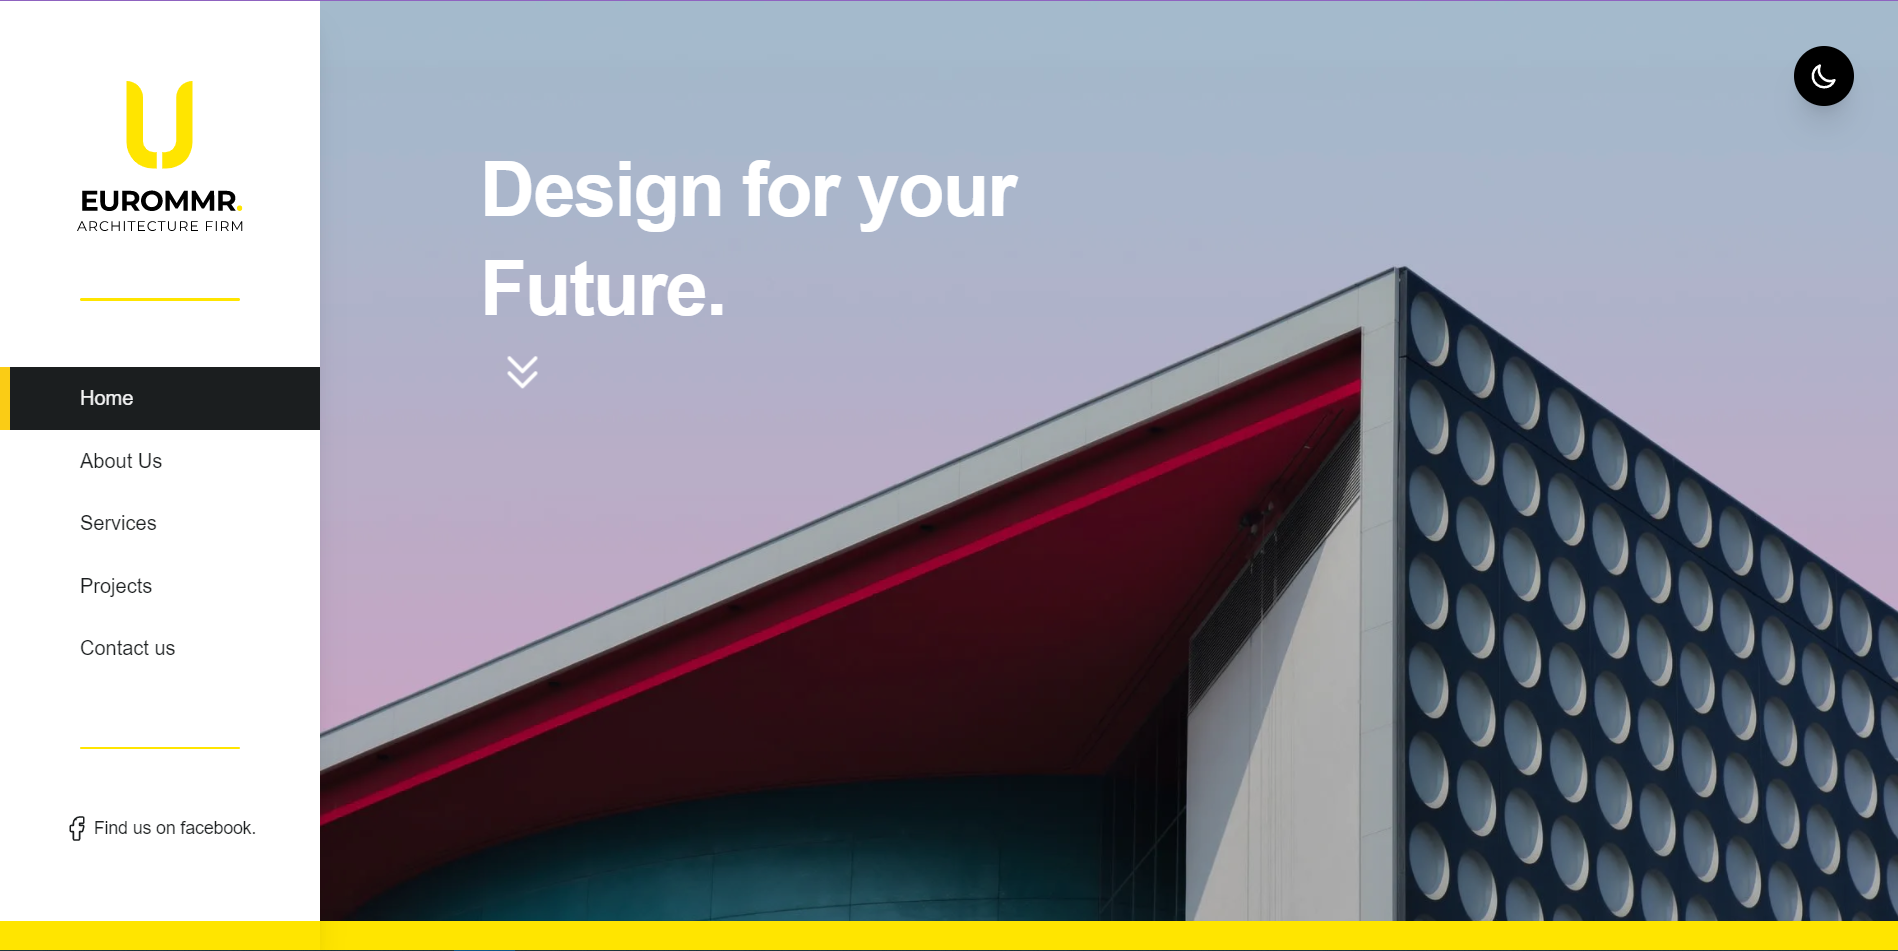 EUROMMR.
ARCHITECTURE FIRM
Home
About Us
Services
Projects
Contact us
Find us on facebook.
Design for your
Future.